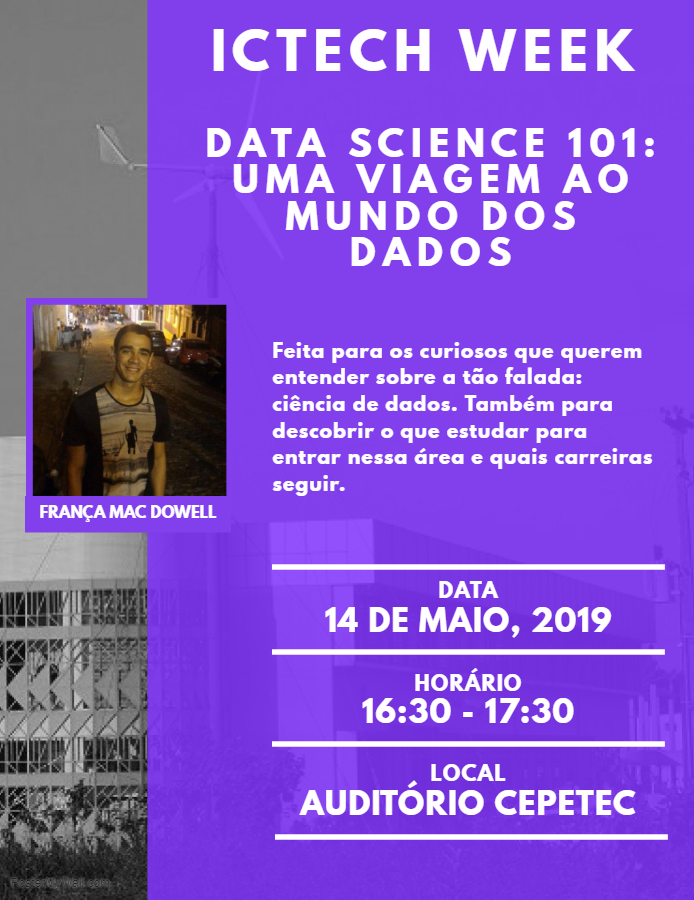 ICTECH WEEK
DATA SCIENCE 101:
UMA VIAGEM AO
MUNDO DOS
DADOS
Feita para os curiosos que querem
entender sobre a tão falada:
ciência de dados. Também para
descobrir o que estudar para
entrar nessa área e quais carreiras
seguir.
FRANÇA MAC DOWELL
DATA
14 DE MAIO, 2019
HORÁRIO
16:30 - 17:30
LOCAL
AUDITÓRIO CEPETEC
PosterMyWall.com